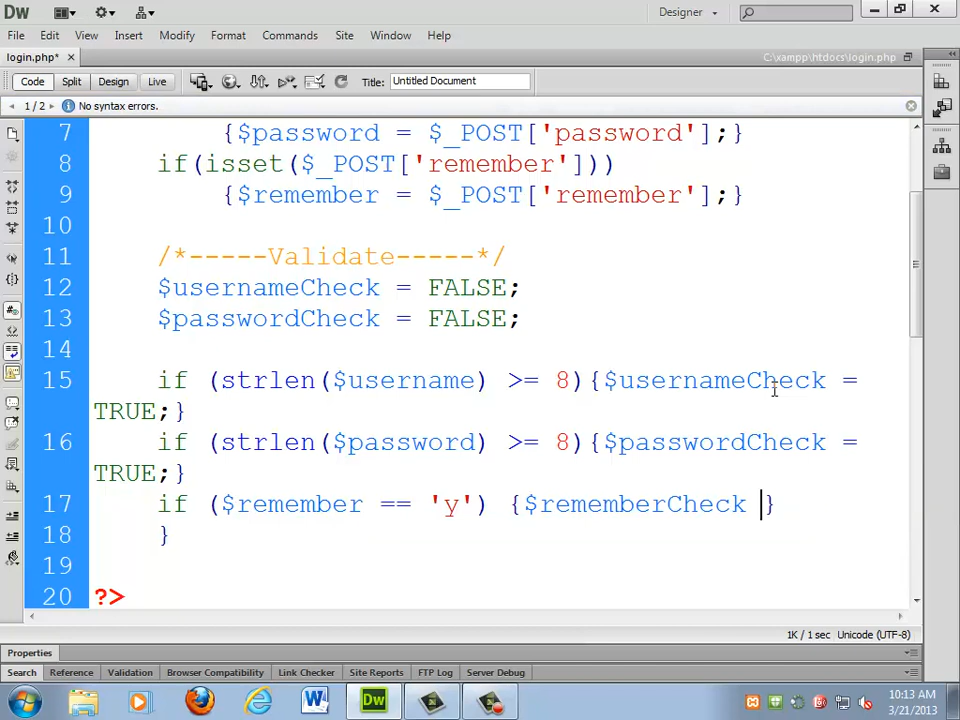 Dw
Designer
File Edit View Insert Modify Format Commands Site Window Help
login.php* × C:\xampp\htdocs\login.php
Code Split Design Live Title: Untitled Document
1 / 2 No syntax errors.
7 {$password = $_POST['password'];}
8 if(isset($_POST['remember']))
9 {$remember = $_POST['remember'];}
10
11 /*-----Validate-----*/
12 $usernameCheck = FALSE;
13 $passwordCheck = FALSE;
14
15 if (strlen($username) >= 8){$usernameCheck =
TRUE;}
16 if (strlen($password) >= 8){$passwordCheck =
TRUE;}
17 if ($remember == 'y') {$rememberCheck }
18 }
19
20 ?>
1K / 1 sec Unicode (UTF-8)
Properties
Search Reference Validation Browser Compatibility Link Checker Site Reports FTP Log Server Debug
Dw
10:13 AM
3/21/2013